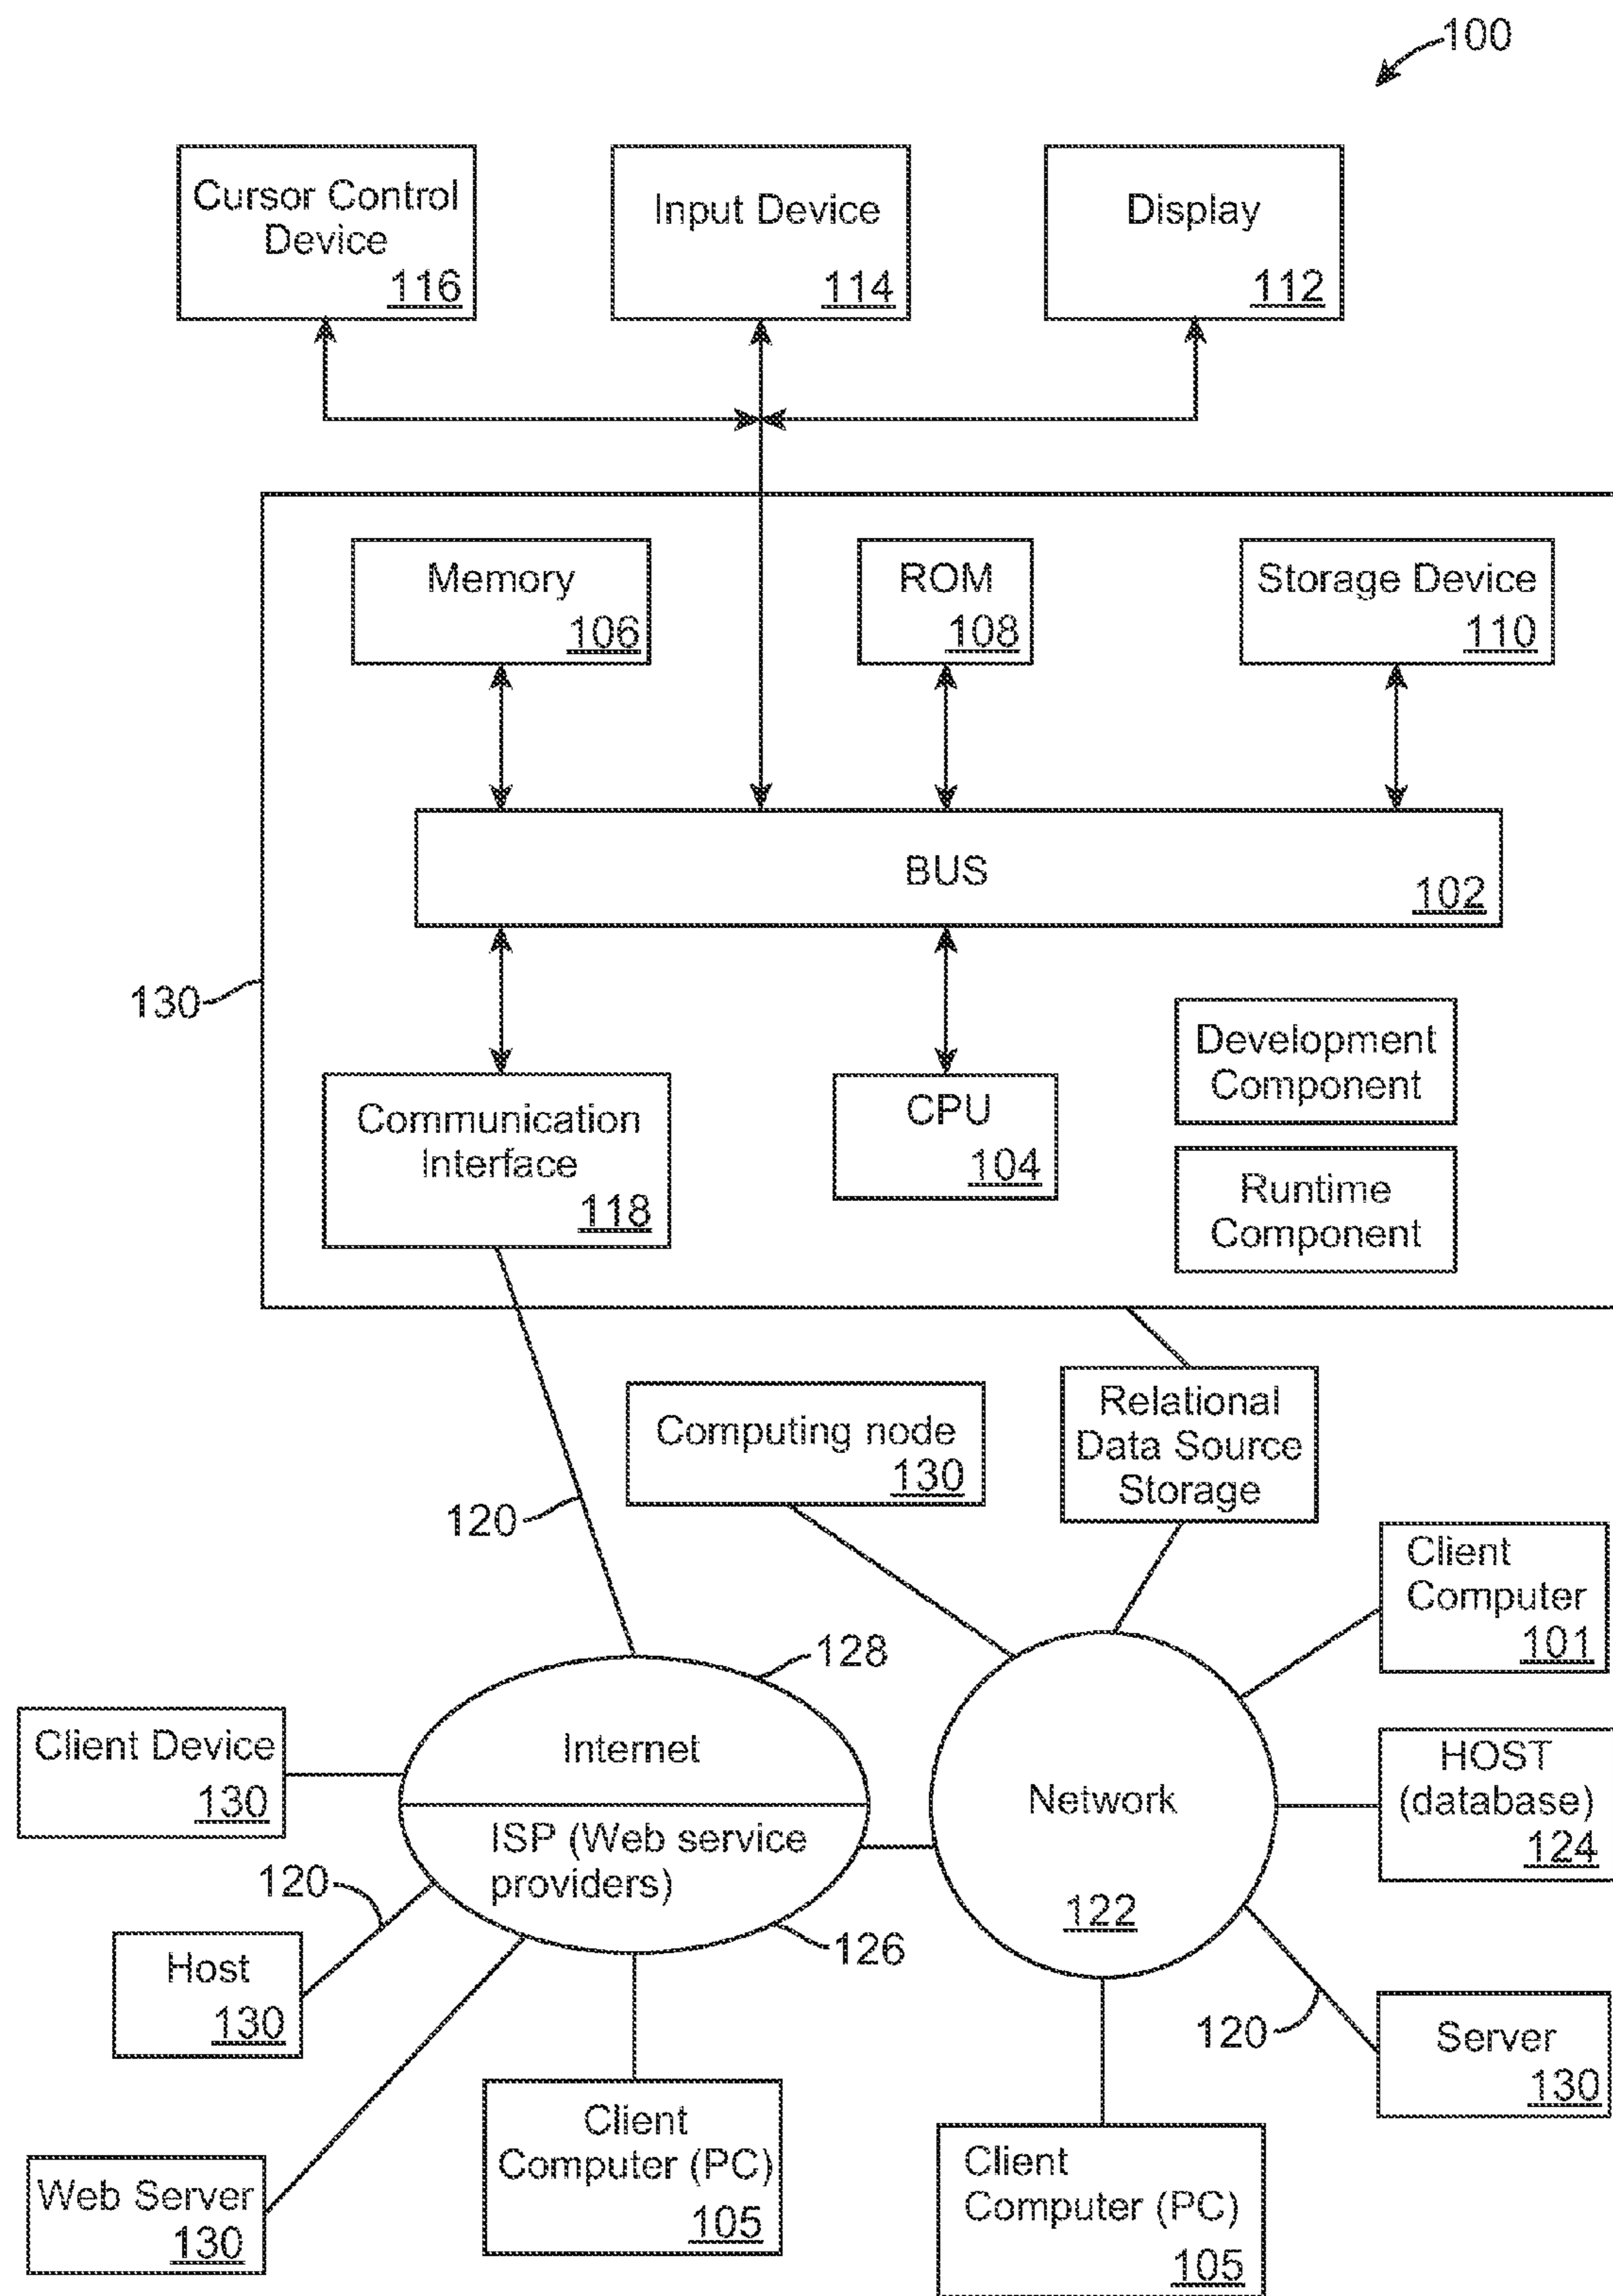 100
Cursor Control
Device
116
Input Device
114
Display
112
Memory
106
ROM
108
Storage Device
110
BUS
102
130
Communication
Interface
118
CPU
104
Development
Component
Runtime
Component
120
Computing node
130
Relational
Data Source
Storage
Client
Computer
101
128
Internet
ISP (Web service
providers)
126
Client Device
130
120
Host
130
Web Server
130
Client
Computer (PC)
105
Network
122
HOST
(database)
124
120
Server
130
Client
Computer (PC)
105